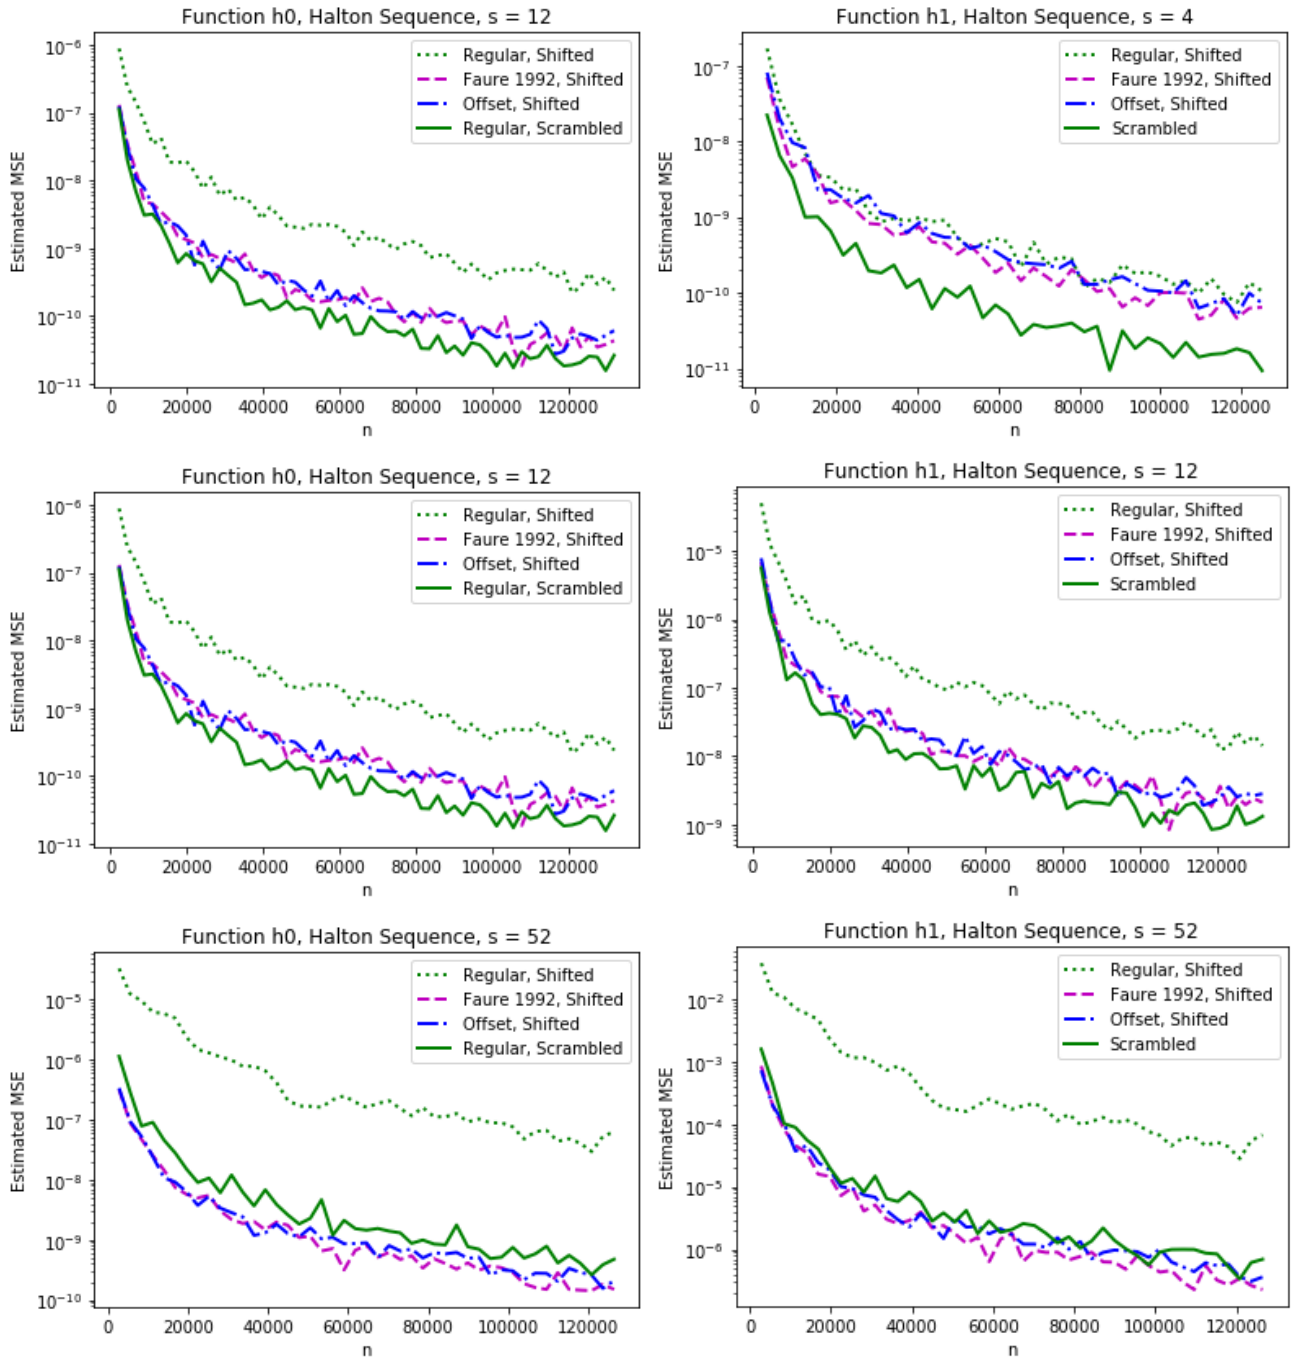 Function h0, Halton Sequence, s = 12
Estimated MSE
10⁻⁶
10⁻⁷
10⁻⁸
10⁻⁹
10⁻¹⁰
10⁻¹¹
Regular, Shifted
Faure 1992, Shifted
Offset, Shifted
Regular, Scrambled
0 20000 40000 60000 80000 100000 120000
n
Function h1, Halton Sequence, s = 4
Estimated MSE
10⁻⁷
10⁻⁸
10⁻⁹
10⁻¹⁰
10⁻¹¹
Regular, Shifted
Faure 1992, Shifted
Offset, Shifted
Scrambled
0 20000 40000 60000 80000 100000 120000
n
Function h0, Halton Sequence, s = 12
Estimated MSE
10⁻⁶
10⁻⁷
10⁻⁸
10⁻⁹
10⁻¹⁰
10⁻¹¹
Regular, Shifted
Faure 1992, Shifted
Offset, Shifted
Regular, Scrambled
0 20000 40000 60000 80000 100000 120000
n
Function h1, Halton Sequence, s = 12
Estimated MSE
10⁻⁵
10⁻⁶
10⁻⁷
10⁻⁸
10⁻⁹
Regular, Shifted
Faure 1992, Shifted
Offset, Shifted
Scrambled
0 20000 40000 60000 80000 100000 120000
n
Function h0, Halton Sequence, s = 52
Estimated MSE
10⁻⁵
10⁻⁶
10⁻⁷
10⁻⁸
10⁻⁹
10⁻¹⁰
Regular, Shifted
Faure 1992, Shifted
Offset, Shifted
Regular, Scrambled
0 20000 40000 60000 80000 100000 120000
n
Function h1, Halton Sequence, s = 52
Estimated MSE
10⁻²
10⁻³
10⁻⁴
10⁻⁵
10⁻⁶
Regular, Shifted
Faure 1992, Shifted
Offset, Shifted
Scrambled
0 20000 40000 60000 80000 100000 120000
n